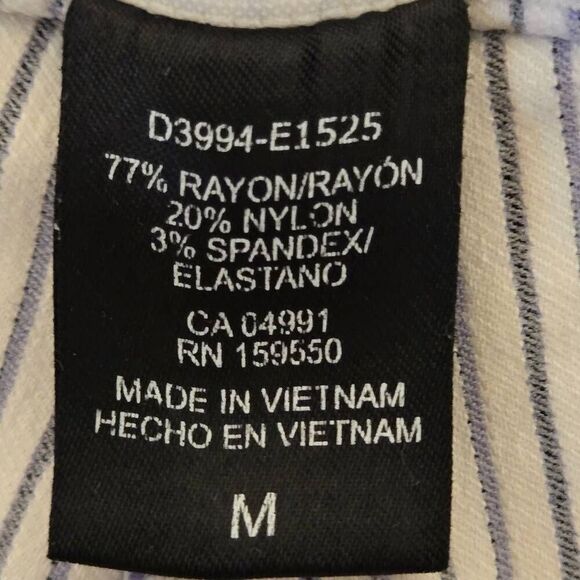 D3994-E1525
77% RAYON/RAYÓN
20% NYLON
3% SPANDEX/
ELASTANO
CA 04991
RN 159550
MADE IN VIETNAM
HECHO EN VIETNAM
M